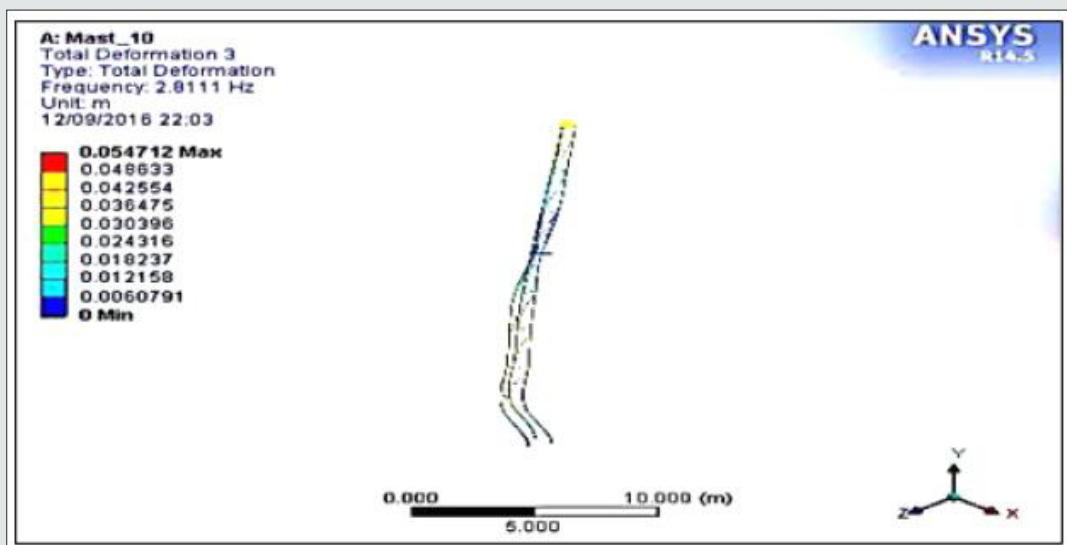 A: Mast_10
Total Deformation 3
Type: Total Deformation
Frequency: 2.8111 Hz
Unit: m
12/09/2016 22:03
ANSYS
R14.5
0.054712 Max
0.048633
0.042554
0.036475
0.030396
0.024316
0.018237
0.012158
0.0060791
0 Min
0.000 10.000 (m)
5.000
Y
Z X